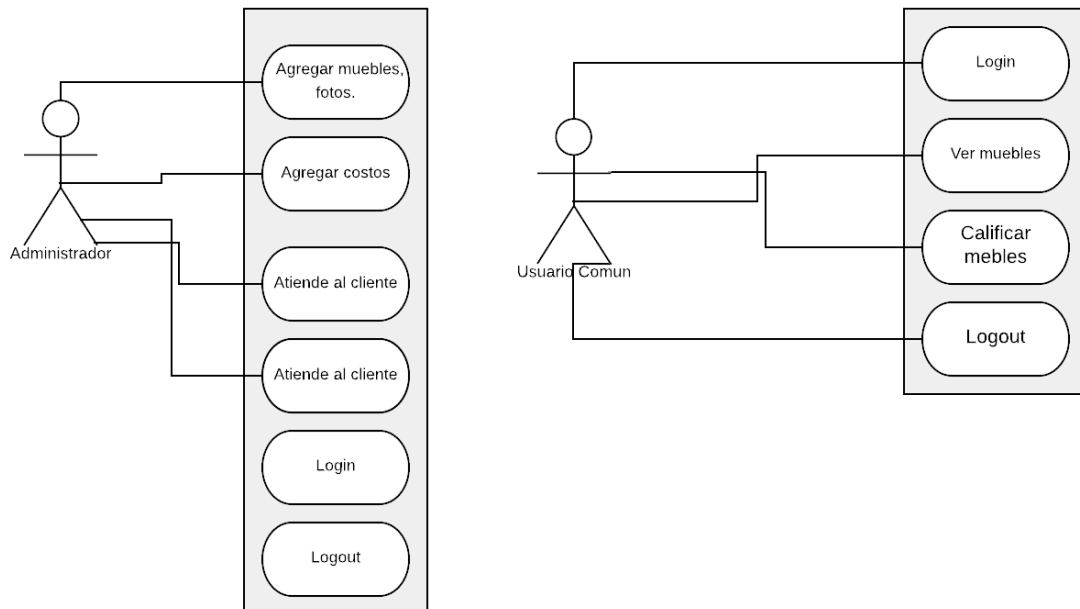 Agregar muebles,
fotos.
Agregar costos
Administrador
Atiende al cliente
Atiende al cliente
Login
Logout
Login
Ver muebles
Calificar
mebles
Usuario Comun
Logout